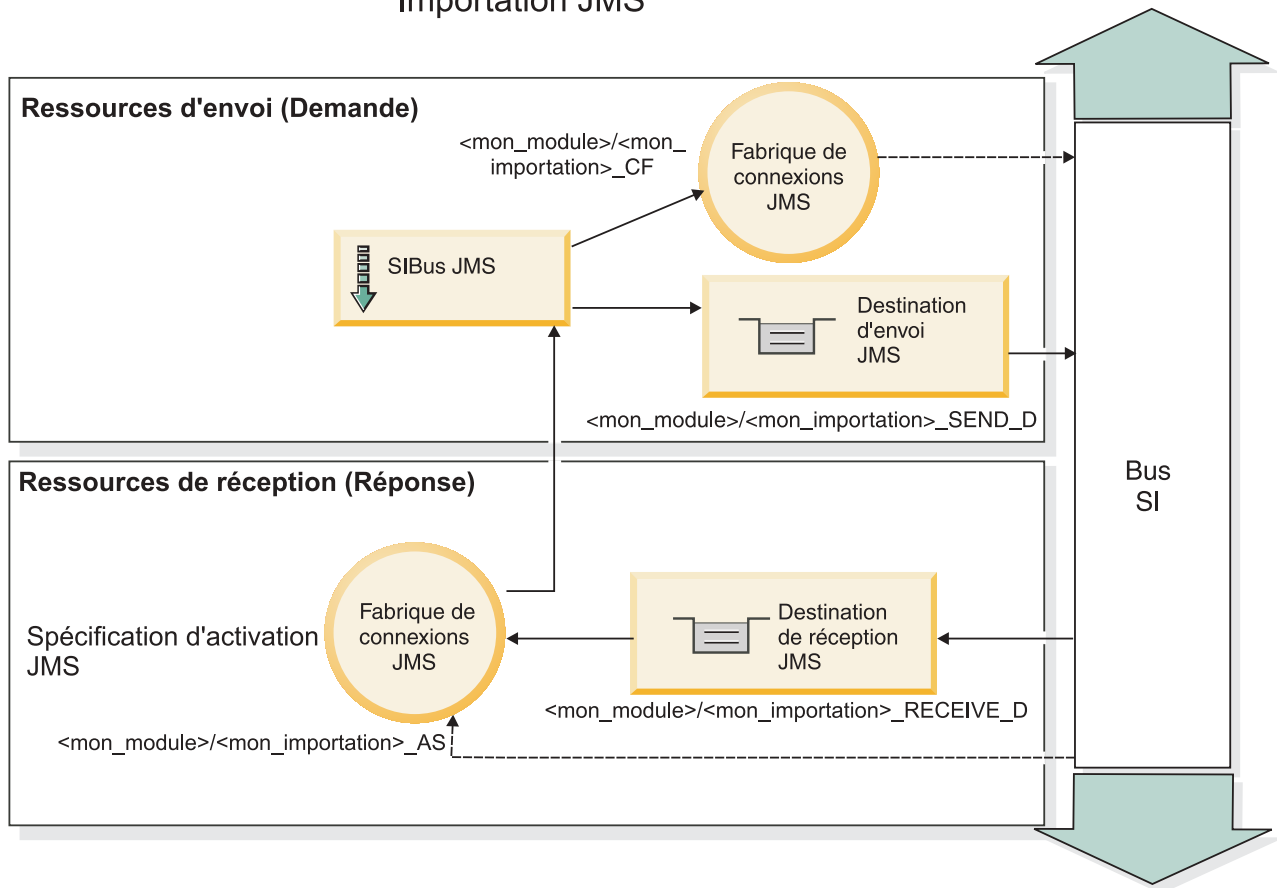 Importation JMS
Ressources d'envoi (Demande)
<mon_module>/<mon_
importation>_CF
Fabrique de
connexions
JMS
SIBus JMS
Destination
d'envoi
JMS
<mon_module>/<mon_importation>_SEND_D
Bus
SI
Ressources de réception (Réponse)
Spécification d'activation
JMS
Fabrique de
connexions
JMS
Destination
de réception
JMS
<mon_module>/<mon_importation>_RECEIVE_D
<mon_module>/<mon_importation>_AS